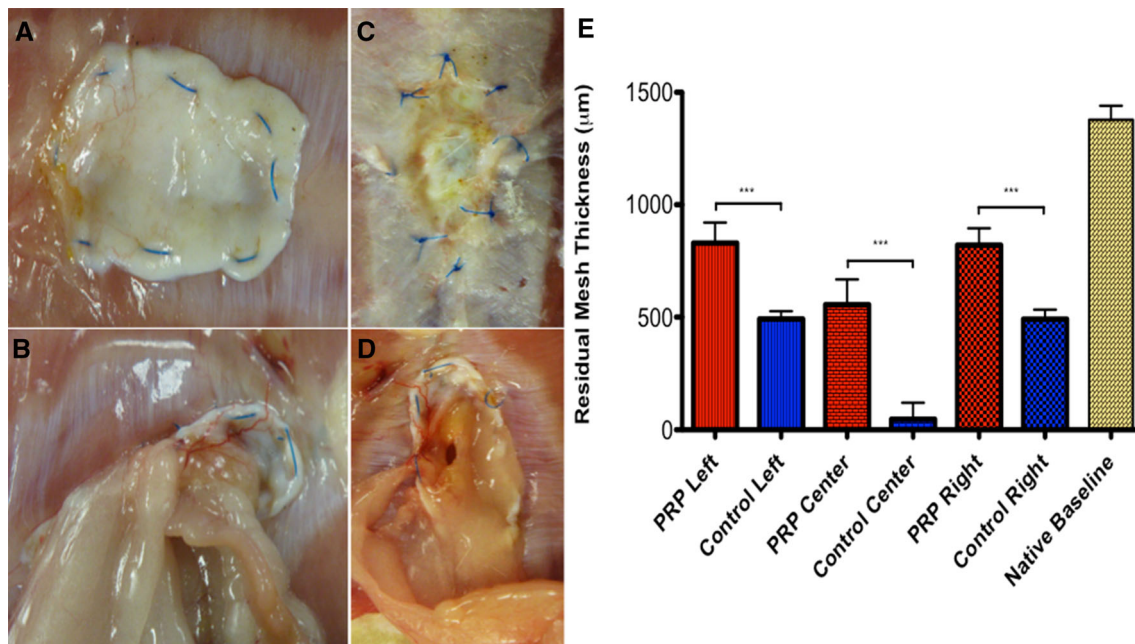 A
B
C
D
E
Residual Mesh Thickness (μm)
1500
1000
500
0
***
***
***
PRP Left
Control Left
PRP Center
Control Center
PRP Right
Control Right
Native Baseline